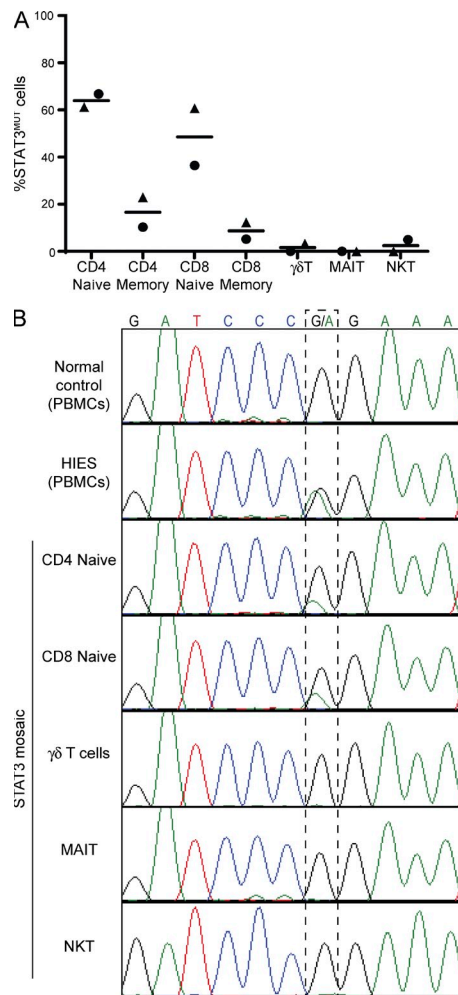 A
%STAT3MUT cells
100
80
60
40
20
0
CD4 Naive
CD4 Memory
CD8 Naive
CD8 Memory
γδT
MAIT
NKT
B
G A T C C C G/A G A A A
Normal control (PBMCs)
HIES (PBMCs)
STAT3 mosaic
CD4 Naive
CD8 Naive
γδ T cells
MAIT
NKT